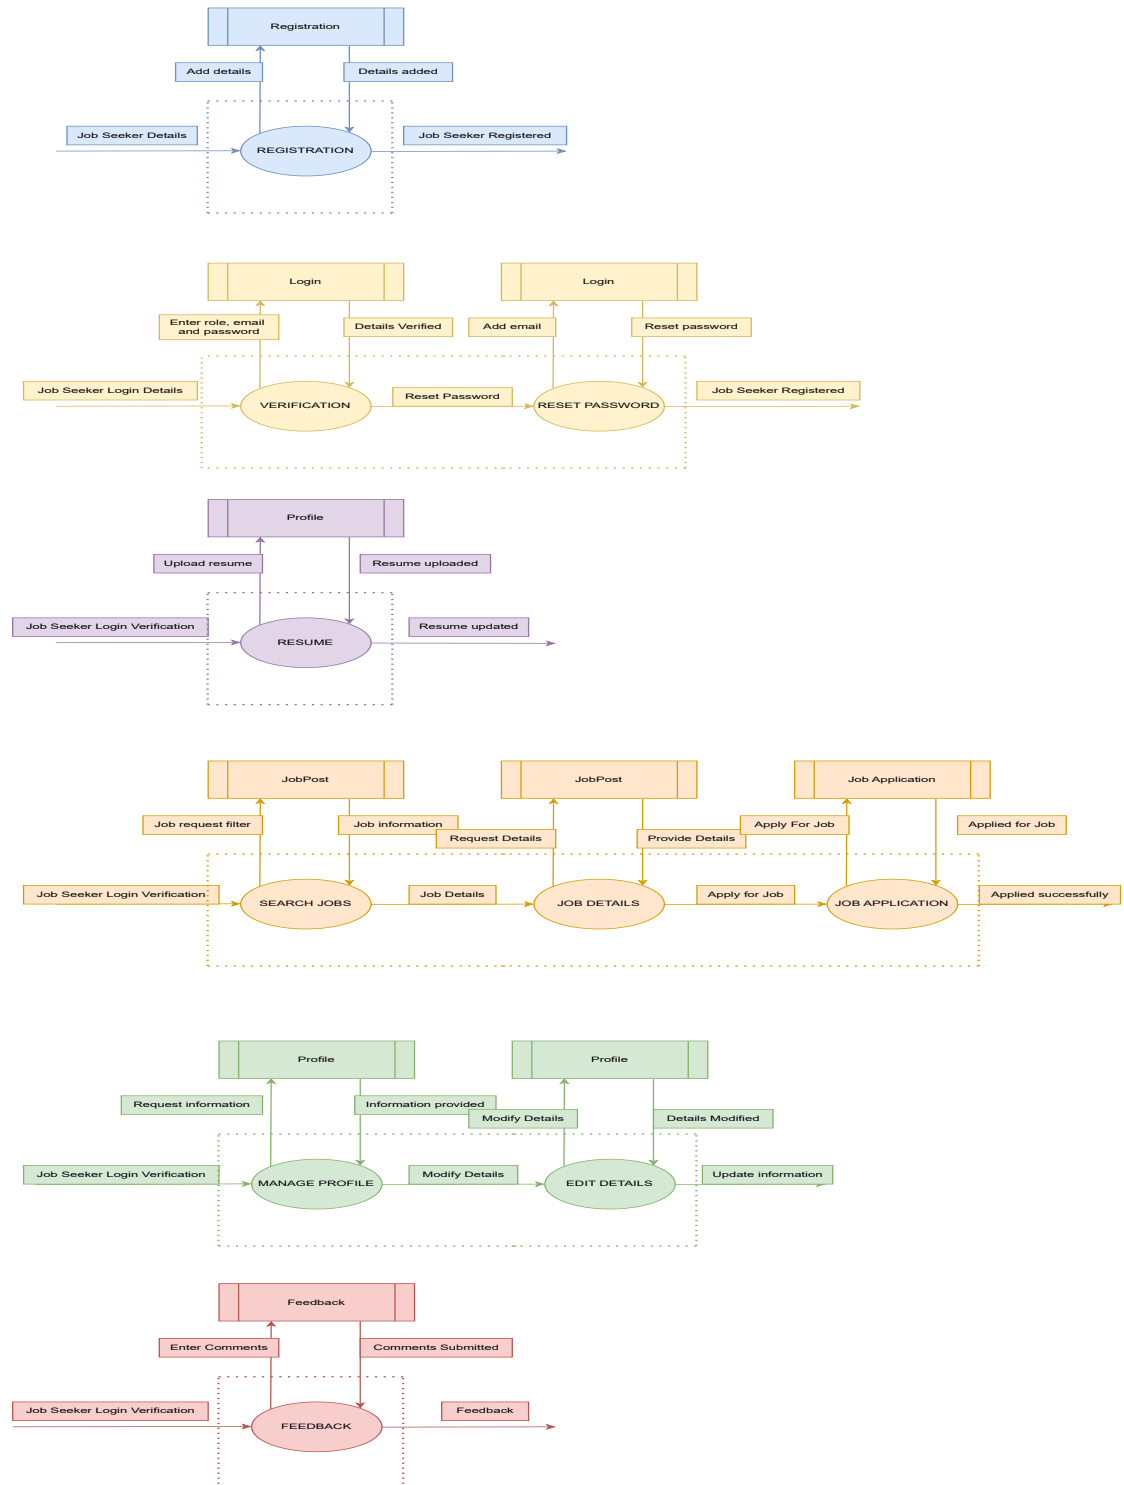 Registration
Add details
Details added
Job Seeker Details
Job Seeker Registered
REGISTRATION
Login
Login
Enter role, email
and password
Details Verified
Add email
Reset password
Job Seeker Login Details
Reset Password
Job Seeker Registered
VERIFICATION
RESET PASSWORD
Profile
Upload resume
Resume uploaded
Job Seeker Login Verification
Resume updated
RESUME
JobPost
JobPost
Job Application
Job request filter
Job information
Request Details
Provide Details
Apply For Job
Applied for Job
Job Seeker Login Verification
Job Details
Apply for Job
Applied successfully
SEARCH JOBS
JOB DETAILS
JOB APPLICATION
Profile
Profile
Request information
Information provided
Modify Details
Details Modified
Job Seeker Login Verification
Modify Details
Update information
MANAGE PROFILE
EDIT DETAILS
Feedback
Enter Comments
Comments Submitted
Job Seeker Login Verification
Feedback
FEEDBACK